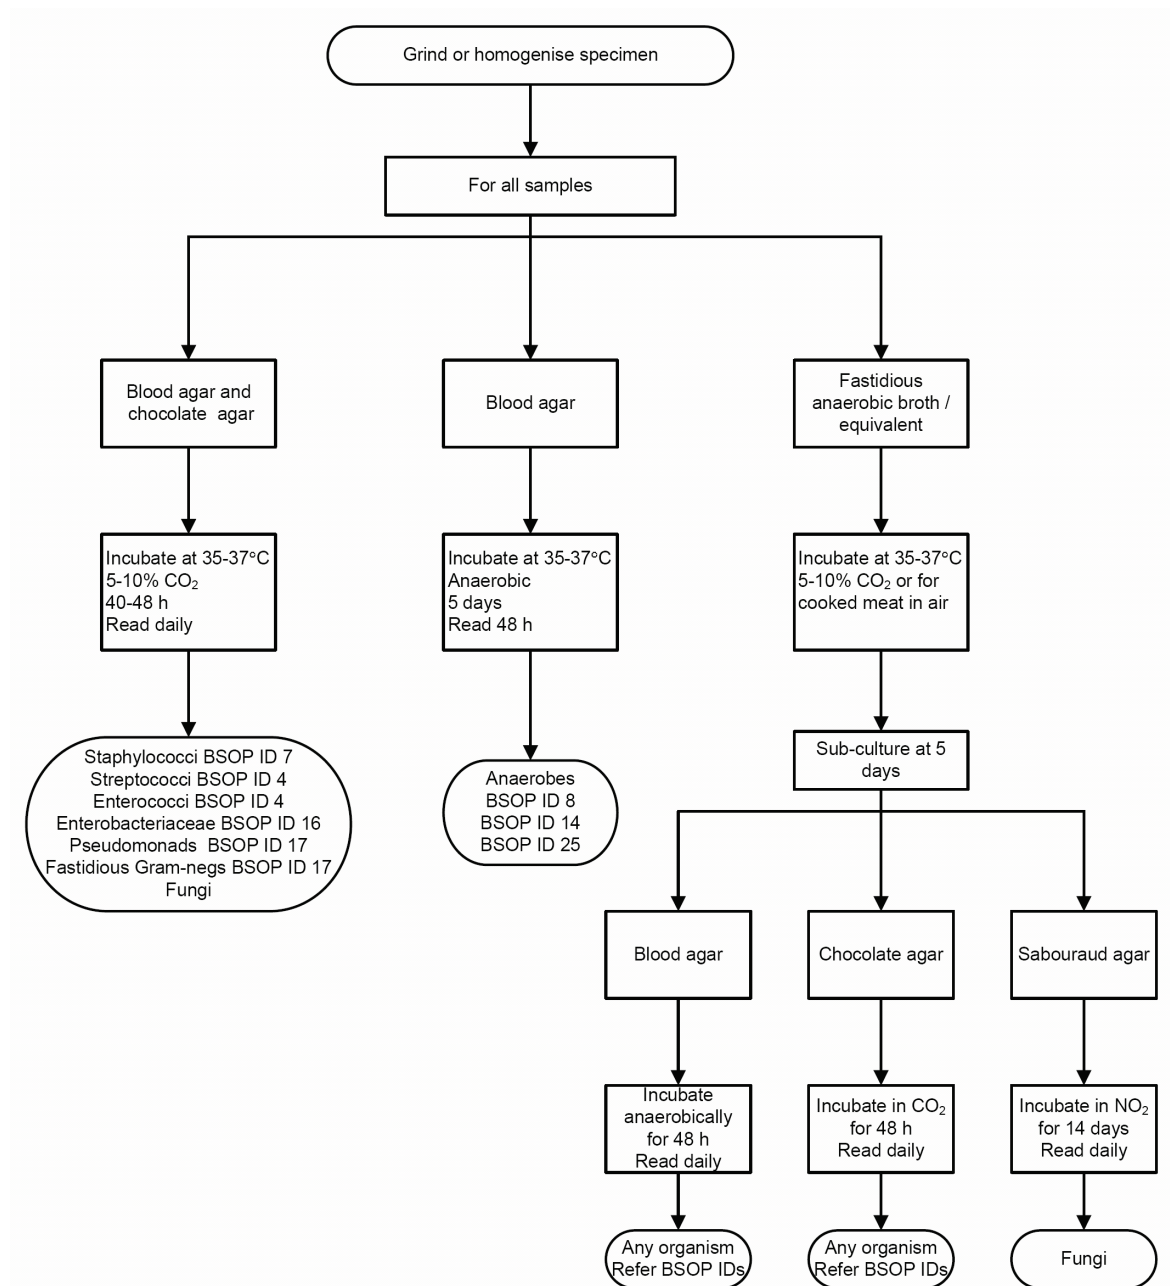 Grind or homogenise specimen
For all samples
Blood agar and
chocolate agar
Blood agar
Fastidious
anaerobic broth /
equivalent
Incubate at 35-37°C
5-10% CO₂
40-48 h
Read daily
Incubate at 35-37°C
Anaerobic
5 days
Read 48 h
Incubate at 35-37°C
5-10% CO₂ or for
cooked meat in air
Staphylococci BSOP ID 7
Streptococci BSOP ID 4
Enterococci BSOP ID 4
Enterobacteriaceae BSOP ID 16
Pseudomonads BSOP ID 17
Fastidious Gram-negs BSOP ID 17
Fungi
Anaerobes
BSOP ID 8
BSOP ID 14
BSOP ID 25
Sub-culture at 5
days
Blood agar
Chocolate agar
Sabouraud agar
Incubate
anaerobically
for 48 h
Read daily
Incubate in CO₂
for 48 h
Read daily
Incubate in NO₂
for 14 days
Read daily
Any organism
Refer BSOP IDs
Any organism
Refer BSOP IDs
Fungi